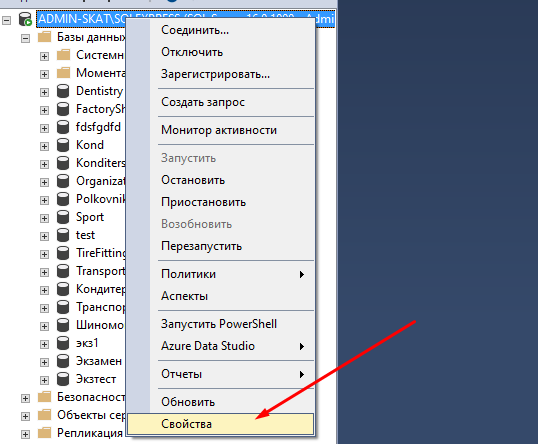 ADMIN-SKAT\SQLEXPRESS (SQL S 16.0.1000 - Admi
Базы данных
Системн
Момента
Dentistry
FactorySh
fdsfgdfd
Kond
Konditers
Organizat
Polkovnik
Sport
test
TireFitting
Transport
Кондитер
Транспор
Шиномо
экз1
Экзамен
Экзтест
Безопасност
Объекты сер
Репликация
Соединить...
Отключить
Зарегистрировать...
Создать запрос
Монитор активности
Запустить
Остановить
Приостановить
Возобновить
Перезапустить
Политики
Аспекты
Запустить PowerShell
Azure Data Studio
Отчеты
Обновить
Свойства